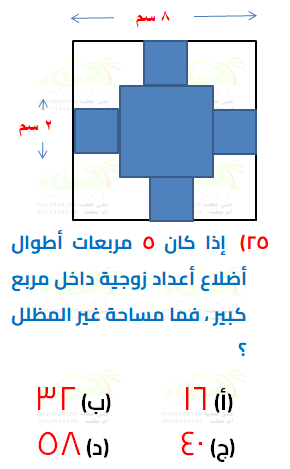 ٨ سم
٢ سم
٢٥) إذا كان ٥ مربعات أطوال
أضلاع أعداد زوجية داخل مربع
كبير ، فما مساحة غير المظلل
؟
(أ) ١٦ (ب) ٣٢
(ج) ٤٠ (د) ٥٨